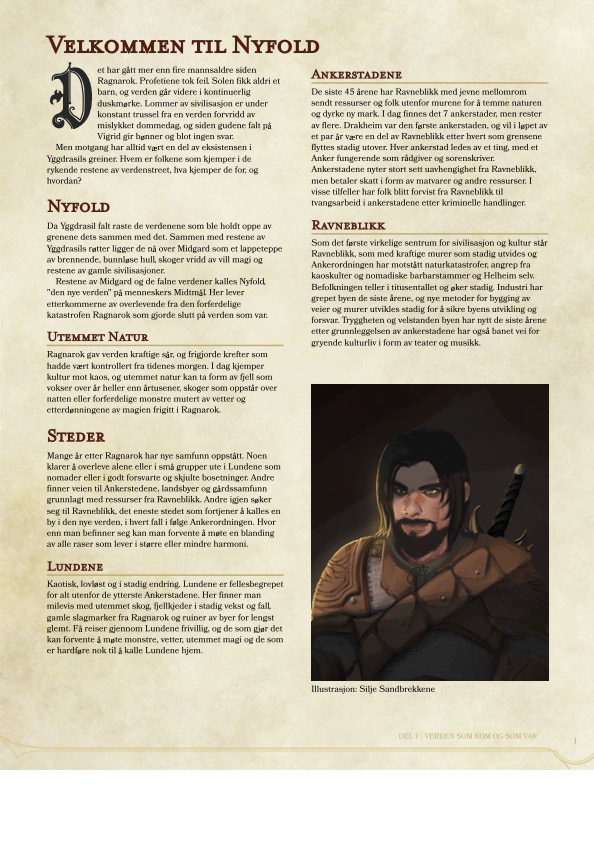 Velkommen til Nyfold
Det har gått mer enn fire mannsaldre siden
Ragnarok. Profetiene tok feil. Solen fikk aldri et
barn, og verden går videre i kontinuerlig
duskmørke. Lommer av sivilisasjon er under
konstant trussel fra en verden forvridd av
mislykket dommedag, og siden gudene falt på
Vigrid gir bønner og blot ingen svar.
Men motgang har alltid vært en del av eksistensen i
Yggdrasils greiner. Hvem er folkene som kjemper i de
rykende restene av verdenstreet, hva kjemper de for, og
hvordan?
Nyfold
Da Yggdrasil falt raste de verdenene som ble holdt oppe av
grenene dets sammen med det. Sammen med restene av
Yggdrasils røtter ligger de nå over Midgard som et lappeteppe
av brennende, bunnløse hull, skoger vridd av vill magi og
restene av gamle sivilisasjoner.
Restene av Midgard og de falne verdener kalles Nyfold,
"den nye verden" på menneskers Midtmål. Her lever
etterkommerne av overlevende fra den forferdelige
katastrofen Ragnarok som gjorde slutt på verden som var.
Utemmet Natur
Ragnarok gav verden kraftige sår, og frigjorde krefter som
hadde vært kontrollert fra tidenes morgen. I dag kjemper
kultur mot kaos, og utemmet natur kan ta form av fjell som
vokser over år heller enn årtusener, skoger som oppstår over
natten eller forferdelige monstre mutert av vetter og
etterdønningene av magien frigitt i Ragnarok.
Steder
Mange år etter Ragnarok har nye samfunn oppstått. Noen
klarer å overleve alene eller i små grupper ute i Lundene som
nomader eller i godt forsvarte og skjulte bosetninger. Andre
finner veien til Ankerstedene, landsbyer og gårdssamfunn
grunnlagt med ressurser fra Ravneblikk. Andre igjen søker
seg til Ravneblikk, det eneste stedet som fortjener å kalles en
by i den nye verden, i hvert fall i følge Ankerordningen. Hvor
enn man befinner seg kan man forvente å møte en blanding
av alle raser som lever i større eller mindre harmoni.
Lundene
Kaotisk, lovløst og i stadig endring. Lundene er fellesbegrepet
for alt utenfor de ytterste Ankerstadene. Her finner man
milevis med utemmet skog, fjellkjeder i stadig vekst og fall,
gamle slagmarker fra Ragnarok og ruiner av byer for lengst
glemt. Få reiser gjennom Lundene frivillig, og de som gjør det
kan forvente å møte monstre, vetter, utemmet magi og de som
er hardføre nok til å kalle Lundene hjem.
Ankerstadene
De siste 45 årene har Ravneblikk med jevne mellomrom
sendt ressurser og folk utenfor murene for å temme naturen
og dyrke ny mark. I dag finnes det 7 ankerstader, men rester
av flere. Drakheim var den første ankerstaden, og vil i løpet av
et par år være en del av Ravneblikk etter hvert som grensene
flyttes stadig utover. Hver ankerstad ledes av et ting, med et
Anker fungerende som rådgiver og sorenskriver.
Ankerstadene nyter stort sett uavhengighet fra Ravneblikk,
men betaler skatt i form av matvarer og andre ressurser. I
visse tilfeller har folk blitt forvist fra Ravneblikk til
tvangsarbeid i ankerstadene etter kriminelle handlinger.
Ravneblikk
Som det første virkelige sentrum for sivilisasjon og kultur står
Ravneblikk, som med kraftige murer som stadig utvides og
Ankerordningen har motstått naturkatastrofer, angrep fra
kaoskulter og nomadiske barbarstammer og Helheim selv.
Befolkningen teller i titusentallet og øker stadig. Industri har
grepet byen de siste årene, og nye metoder for bygging av
veier og murer utvikles stadig for å sikre byens utvikling og
forsvar. Tryggheten og velstanden byen har nytt de siste årene
etter grunnleggelsen av ankerstadene har også banet vei for
gryende kulturliv i form av teater og musikk.
Illustrasjon: Silje Sandbrekkene
DEL 1 | VERDEN SOM KOM OG SOM VAR
1